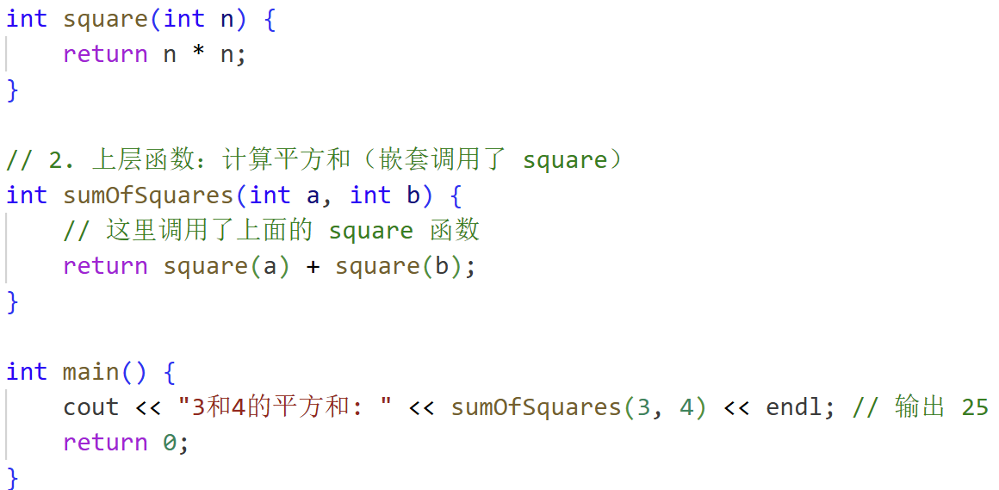 int square(int n) {
    return n * n;
}
// 2. 上层函数：计算平方和（嵌套调用了 square）
int sumOfSquares(int a, int b) {
    // 这里调用了上面的 square 函数
    return square(a) + square(b);
}
int main() {
    cout << "3和4的平方和: " << sumOfSquares(3, 4) << endl; // 输出 25
    return 0;
}